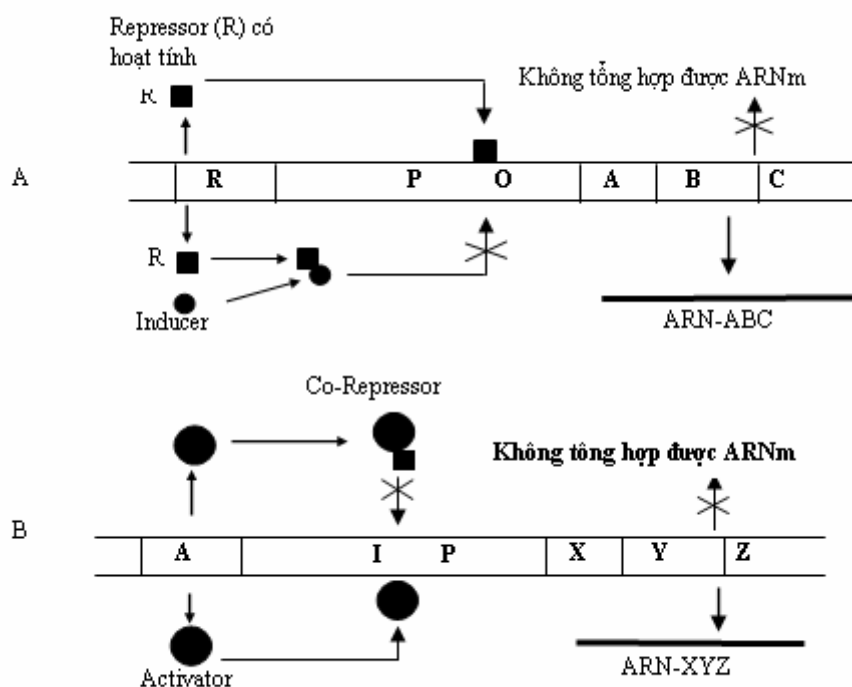 Repressor (R) có
hoạt tính
R
Không tổng hợp được ARNm
A
R P O A B C
R
Inducer
ARN-ABC
Co-Repressor
Không tông hợp được ARNm
B
A I P X Y Z
Activator
ARN-XYZ